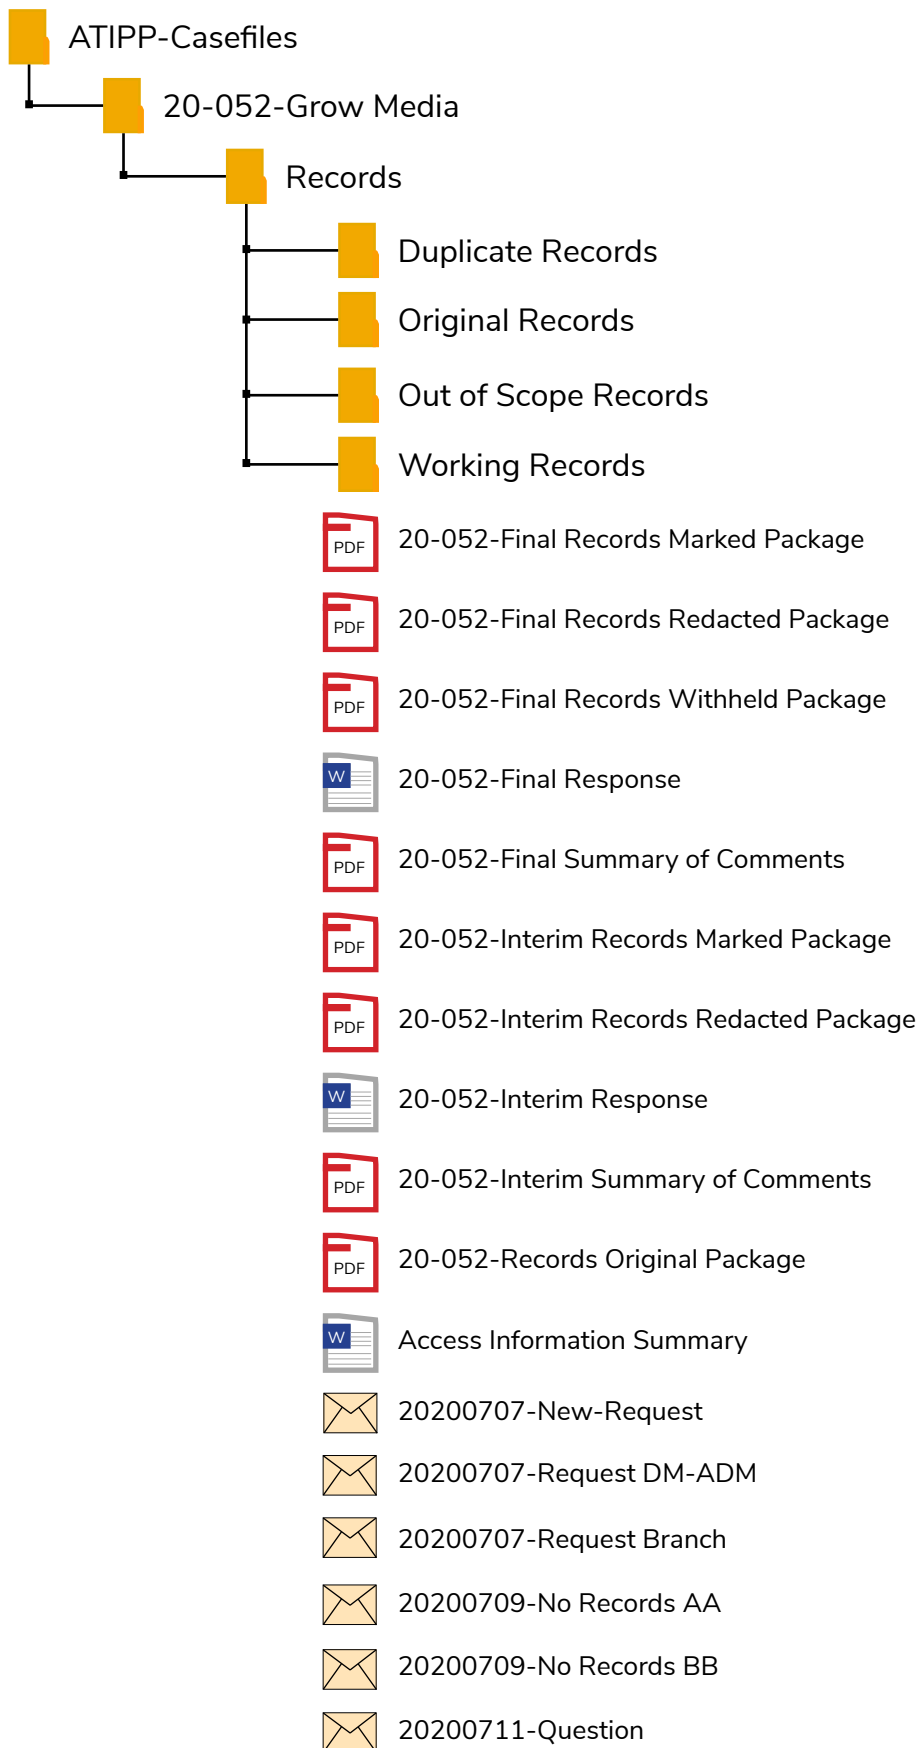 ATIPP-Casefiles
20-052-Grow Media
Records
Duplicate Records
Original Records
Out of Scope Records
Working Records
PDF 20-052-Final Records Marked Package
PDF 20-052-Final Records Redacted Package
PDF 20-052-Final Records Withheld Package
W 20-052-Final Response
PDF 20-052-Final Summary of Comments
PDF 20-052-Interim Records Marked Package
PDF 20-052-Interim Records Redacted Package
W 20-052-Interim Response
PDF 20-052-Interim Summary of Comments
PDF 20-052-Records Original Package
W Access Information Summary
20200707-New-Request
20200707-Request DM-ADM
20200707-Request Branch
20200709-No Records AA
20200709-No Records BB
20200711-Question